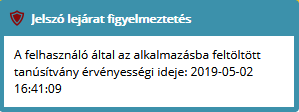 Jelszó lejárat figyelmeztetés
A felhasználó által az alkalmazásba feltöltött
tanúsítvány érvényességi ideje: 2019-05-02
16:41:09